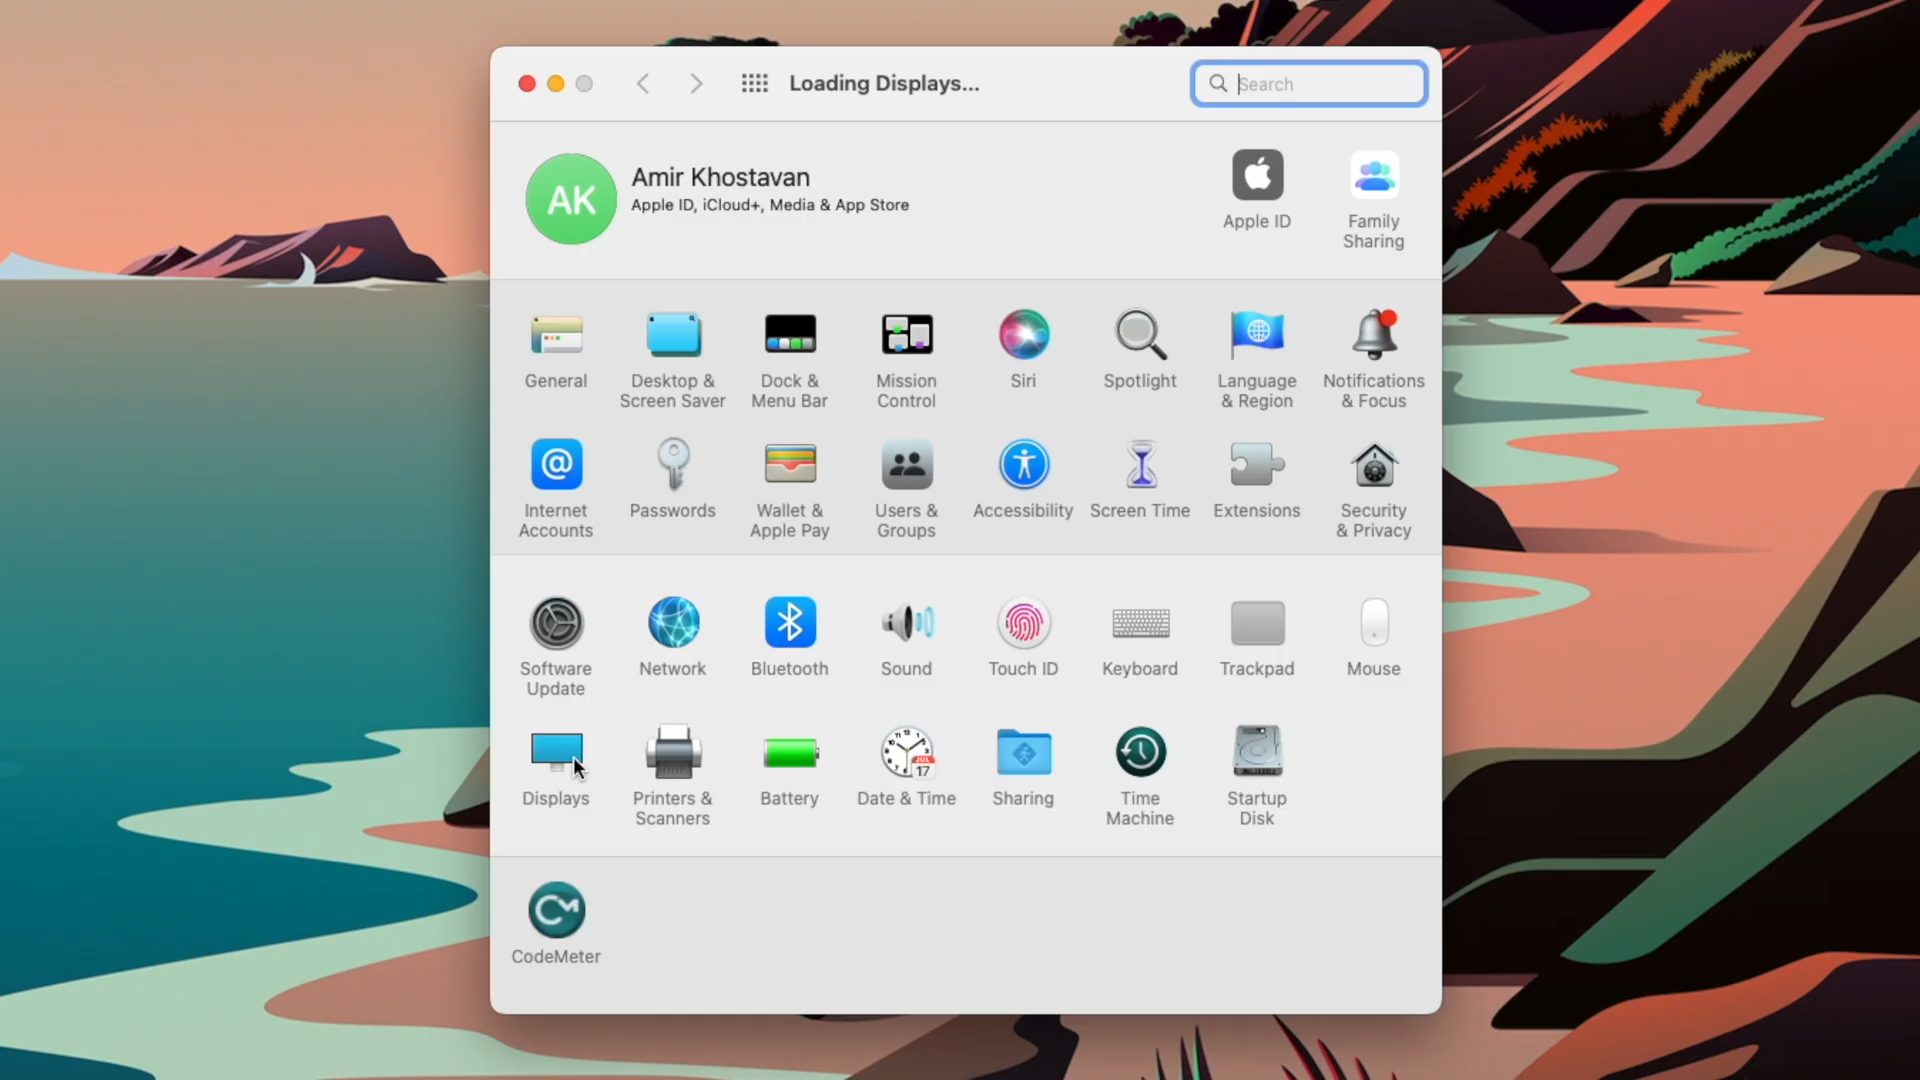 Loading Displays...
Search
AK
Amir Khostavan
Apple ID, iCloud+, Media & App Store
Apple ID
Family
Sharing
General
Desktop &
Screen Saver
Dock &
Menu Bar
Mission
Control
Siri
Spotlight
Language
& Region
Notifications
& Focus
@
Internet
Accounts
Passwords
Wallet &
Apple Pay
Users &
Groups
Accessibility
Screen Time
Extensions
Security
& Privacy
Software
Update
Network
Bluetooth
Sound
Touch ID
Keyboard
Trackpad
Mouse
Displays
Printers &
Scanners
Battery
JUL
17
Date & Time
Sharing
Time
Machine
Startup
Disk
CM
CodeMeter